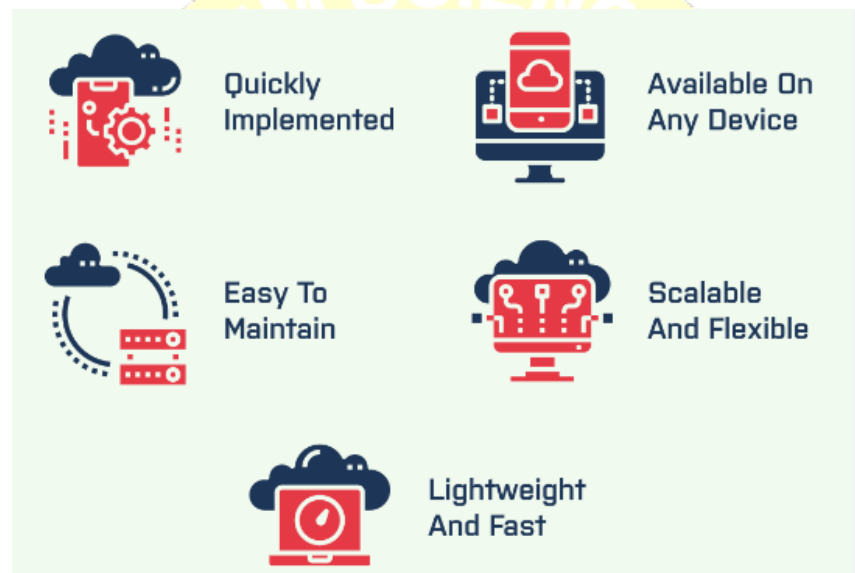 Quickly
Implemented
Available On
Any Device
Easy To
Maintain
Scalable
And Flexible
Lightweight
And Fast